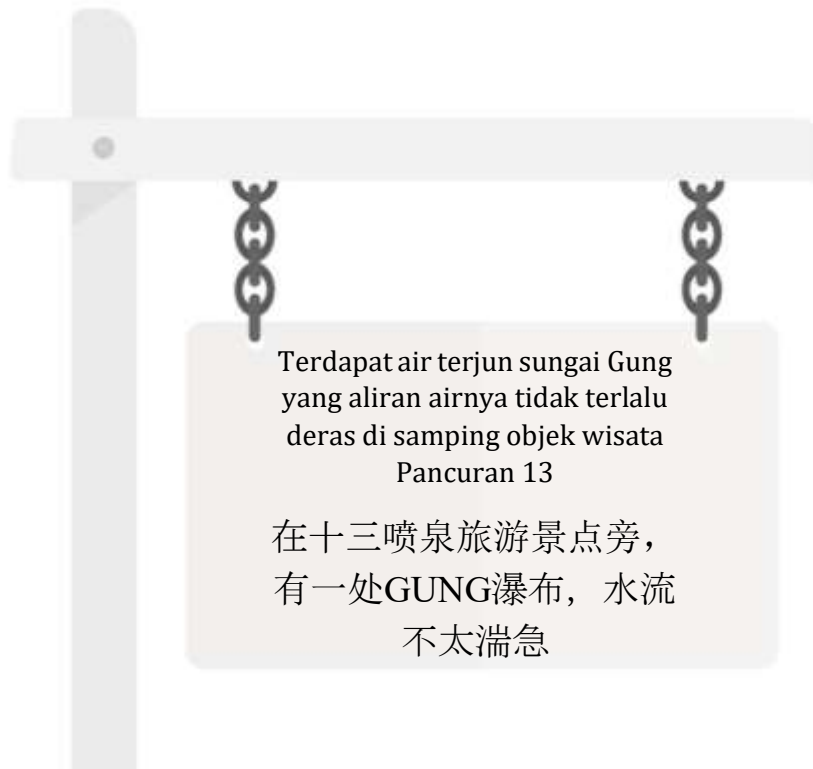 Terdapat air terjun sungai Gung
yang aliran airnya tidak terlalu
deras di samping objek wisata
Pancuran 13
在十三喷泉旅游景点旁，
有一处GUNG瀑布，水流
不太湍急